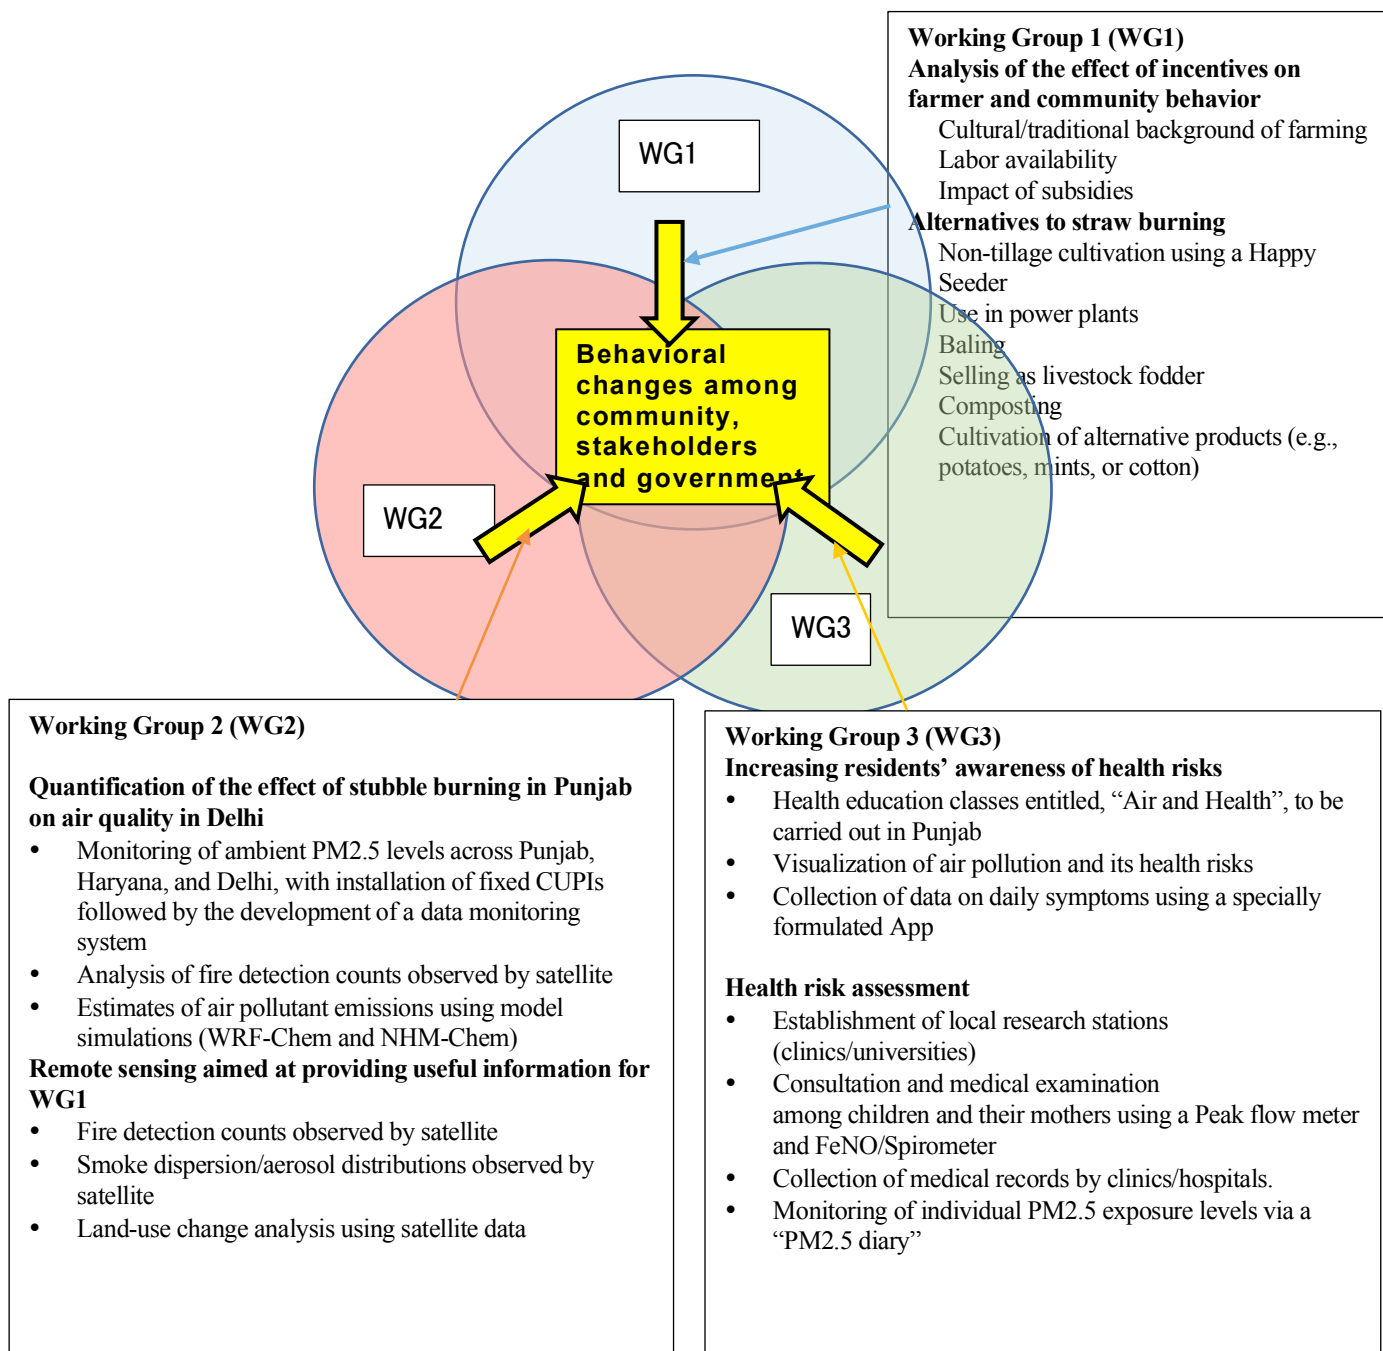 Working Group 1 (WG1)
Analysis of the effect of incentives on
farmer and community behavior
Cultural/traditional background of farming
Labor availability
Impact of subsidies
Alternatives to straw burning
Non-tillage cultivation using a Happy
Seeder
Use in power plants
Baling
Selling as livestock fodder
Composting
Cultivation of alternative products (e.g.,
potatoes, mints, or cotton)
WG1
Behavioral
changes among
community,
stakeholders
and government
WG2
WG3
Working Group 2 (WG2)
Quantification of the effect of stubble burning in Punjab
on air quality in Delhi
• Monitoring of ambient PM2.5 levels across Punjab,
Haryana, and Delhi, with installation of fixed CUPIs
followed by the development of a data monitoring
system
• Analysis of fire detection counts observed by satellite
• Estimates of air pollutant emissions using model
simulations (WRF-Chem and NHM-Chem)
Remote sensing aimed at providing useful information for
WG1
• Fire detection counts observed by satellite
• Smoke dispersion/aerosol distributions observed by
satellite
• Land-use change analysis using satellite data
Working Group 3 (WG3)
Increasing residents’ awareness of health risks
• Health education classes entitled, “Air and Health”, to be
carried out in Punjab
• Visualization of air pollution and its health risks
• Collection of data on daily symptoms using a specially
formulated App
Health risk assessment
• Establishment of local research stations
(clinics/universities)
• Consultation and medical examination
among children and their mothers using a Peak flow meter
and FeNO/Spirometer
• Collection of medical records by clinics/hospitals.
• Monitoring of individual PM2.5 exposure levels via a
“PM2.5 diary”